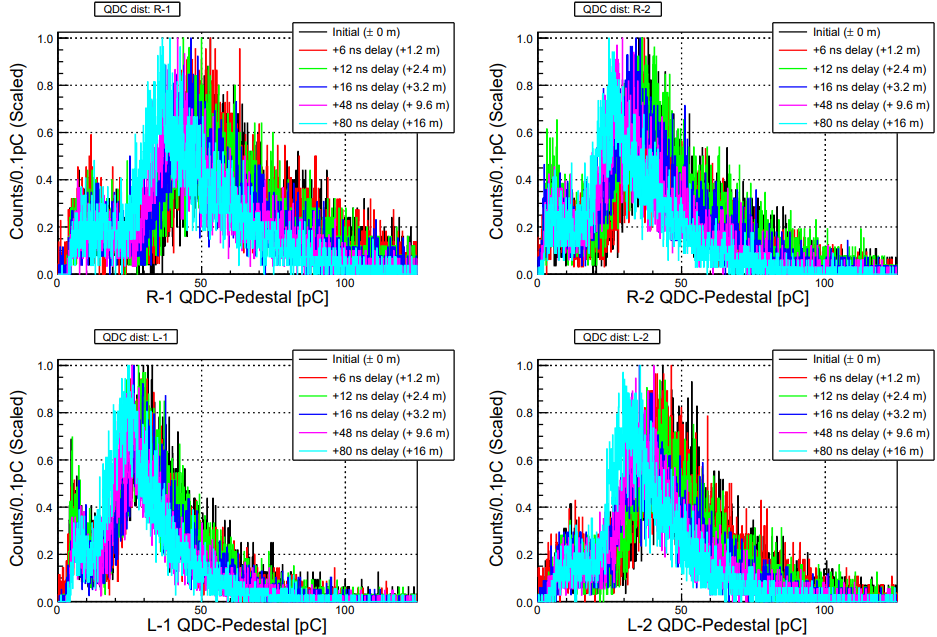 QDC dist: R-1
Counts/0.1pC (Scaled)
1.0
0.8
0.6
0.4
0.2
0.0
0
50
100
R-1 QDC-Pedestal [pC]
Initial (± 0 m)
+6 ns delay (+1.2 m)
+12 ns delay (+2.4 m)
+16 ns delay (+3.2 m)
+48 ns delay (+ 9.6 m)
+80 ns delay (+16 m)
QDC dist: R-2
Counts/0.1pC (Scaled)
1.0
0.8
0.6
0.4
0.2
0.0
0
50
100
R-2 QDC-Pedestal [pC]
Initial (± 0 m)
+6 ns delay (+1.2 m)
+12 ns delay (+2.4 m)
+16 ns delay (+3.2 m)
+48 ns delay (+ 9.6 m)
+80 ns delay (+16 m)
QDC dist: L-1
Counts/0.1pC (Scaled)
1.0
0.8
0.6
0.4
0.2
0.0
0
50
100
L-1 QDC-Pedestal [pC]
Initial (± 0 m)
+6 ns delay (+1.2 m)
+12 ns delay (+2.4 m)
+16 ns delay (+3.2 m)
+48 ns delay (+ 9.6 m)
+80 ns delay (+16 m)
QDC dist: L-2
Counts/0.1pC (Scaled)
1.0
0.8
0.6
0.4
0.2
0.0
0
50
100
L-2 QDC-Pedestal [pC]
Initial (± 0 m)
+6 ns delay (+1.2 m)
+12 ns delay (+2.4 m)
+16 ns delay (+3.2 m)
+48 ns delay (+ 9.6 m)
+80 ns delay (+16 m)